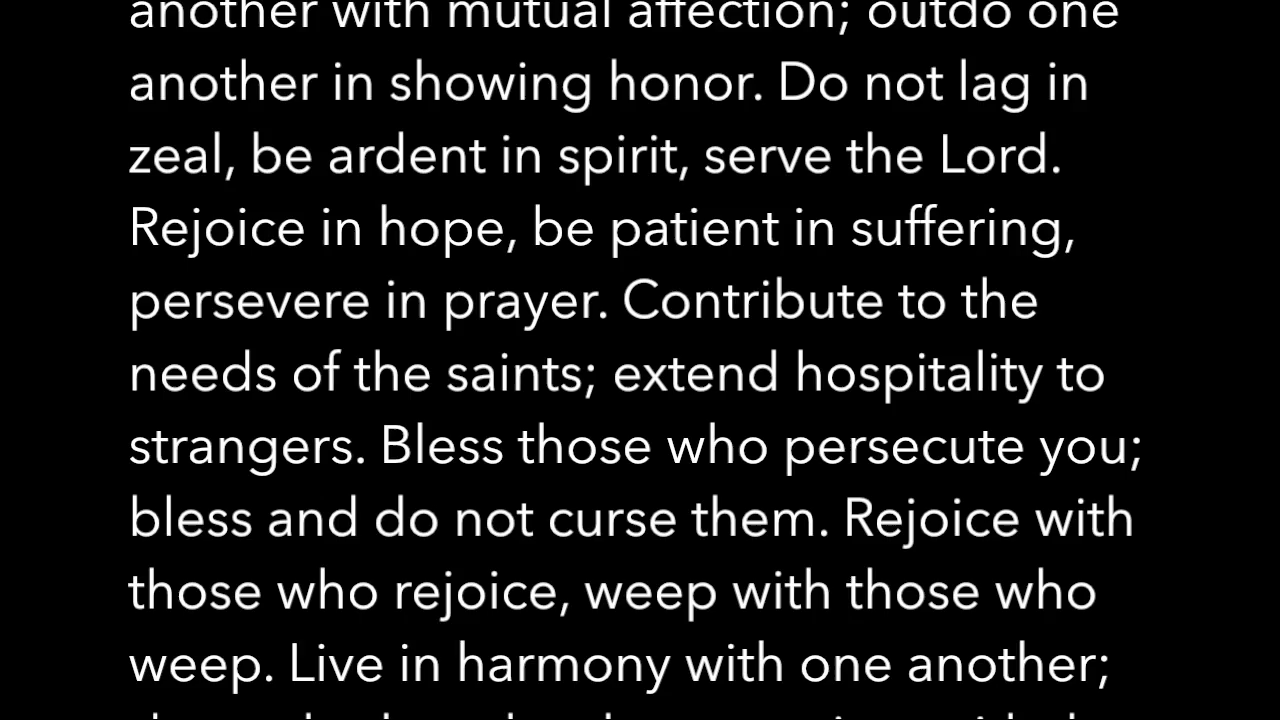 another with mutual affection; outdo one
another in showing honor. Do not lag in
zeal, be ardent in spirit, serve the Lord.
Rejoice in hope, be patient in suffering,
persevere in prayer. Contribute to the
needs of the saints; extend hospitality to
strangers. Bless those who persecute you;
bless and do not curse them. Rejoice with
those who rejoice, weep with those who
weep. Live in harmony with one another;